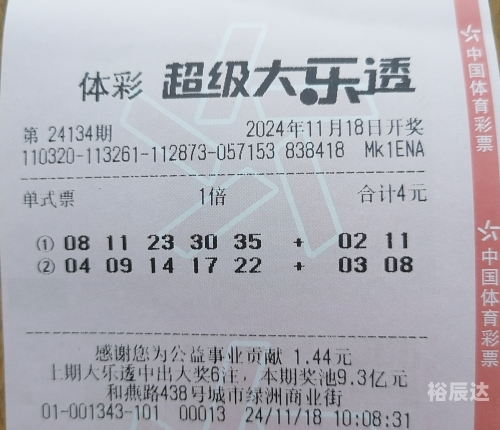 体彩 超级大乐透
第 24134期 2024年11月18日开奖
110320-113261-112873-057153 838418 Mk1ENA
单式票 1倍 合计4元
① 08 11 23 30 35 + 02 11
② 04 09 14 17 22 + 03 08
感谢您为公益事业贡献 1.44元
上期大乐透中出大奖6注，本期奖池9.3亿元
和燕路438号城市绿洲商业街
01-001343-101 00013 24/11/18 10:08:31
中国体育彩票
中国体育彩票
裕辰达